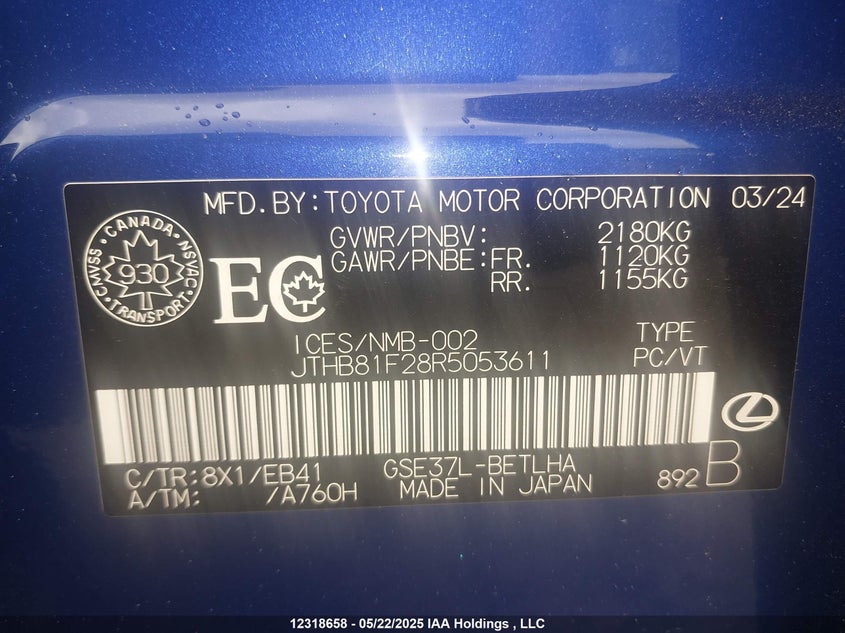 MFD.BY:TOYOTA MOTOR CORPORATION 03/24
GVWR/PNBV: 2180KG
GAWR/PNBE:FR. 1120KG
RR. 1155KG
CANADA
CMVSS NSVAC
930
TRANSPORT
EC
ICES/NMB-002
JTHB81F28R5053611
TYPE
PC/VT
C/TR:8X1/EB41
A/TM: /A760H
GSE37L-BETLHA
MADE IN JAPAN
892 B
12318658 - 05/22/2025 IAA Holdings , LLC